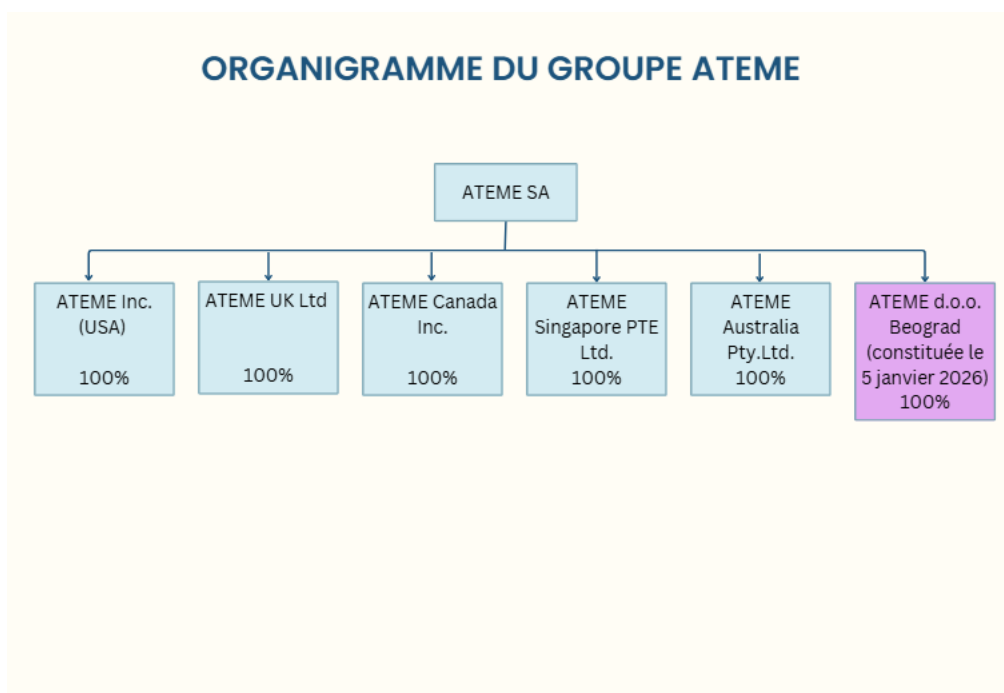 ORGANIGRAMME DU GROUPE ATEME
ATEME SA
ATEME Inc.
(USA)
100%
ATEME UK Ltd
100%
ATEME Canada
Inc.
100%
ATEME
Singapore PTE
Ltd.
100%
ATEME
Australia
Pty.Ltd.
100%
ATEME d.o.o.
Beograd
(constituée le
5 janvier 2026)
100%